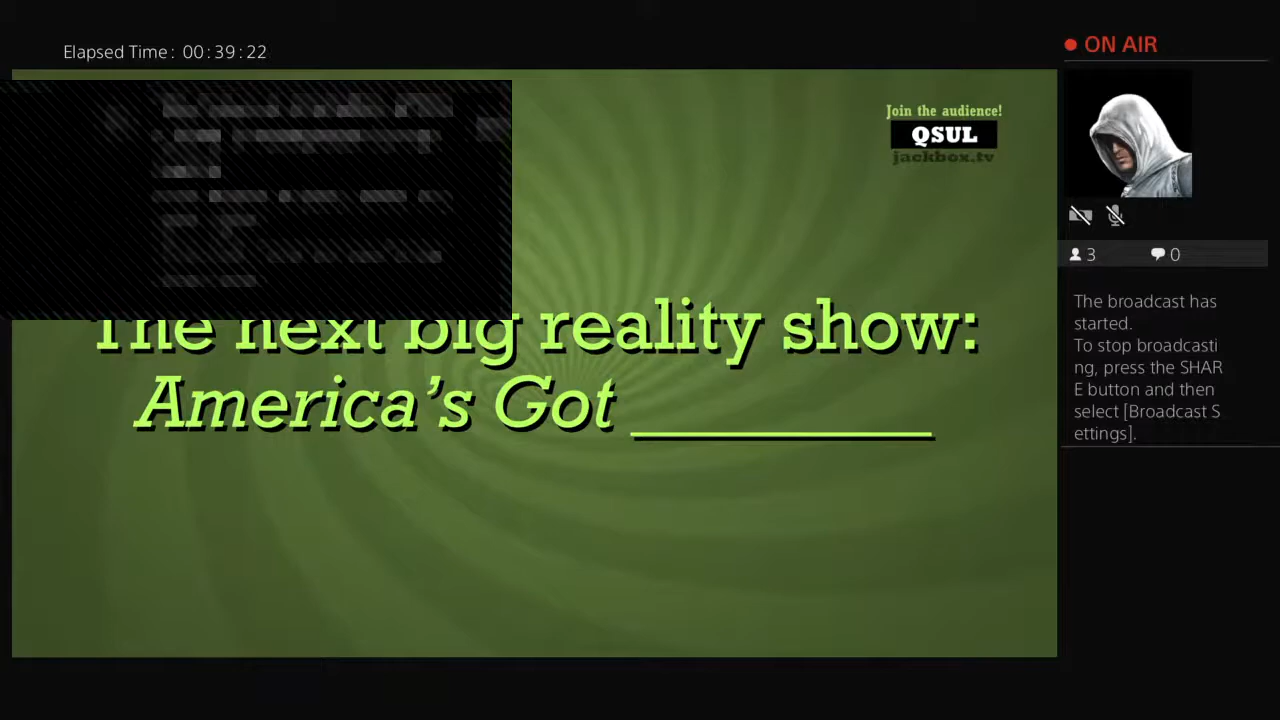 Elapsed Time: 00:39:22
ON AIR
Join the audience!
QSUL
jackbox.tv
3
0
The next big reality show:
America's Got __________
The broadcast has
started.
To stop broadcasti
ng, press the SHAR
E button and then
select [Broadcast S
ettings].